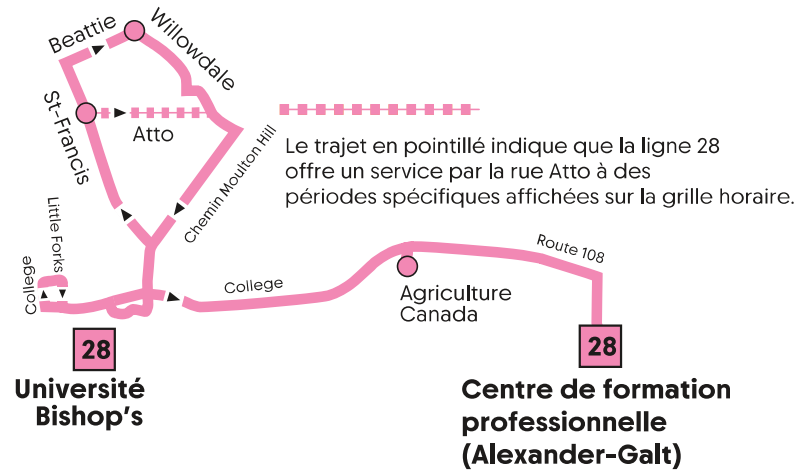 Beattie
Willowdale
St-Francis
Atto
Chemin Moulton Hill
Le trajet en pointillé indique que la ligne 28
offre un service par la rue Atto à des
périodes spécifiques affichées sur la grille horaire.
Little Forks
College
College
Route 108
Agriculture
Canada
28
Université
Bishop's
28
Centre de formation
professionnelle
(Alexander-Galt)